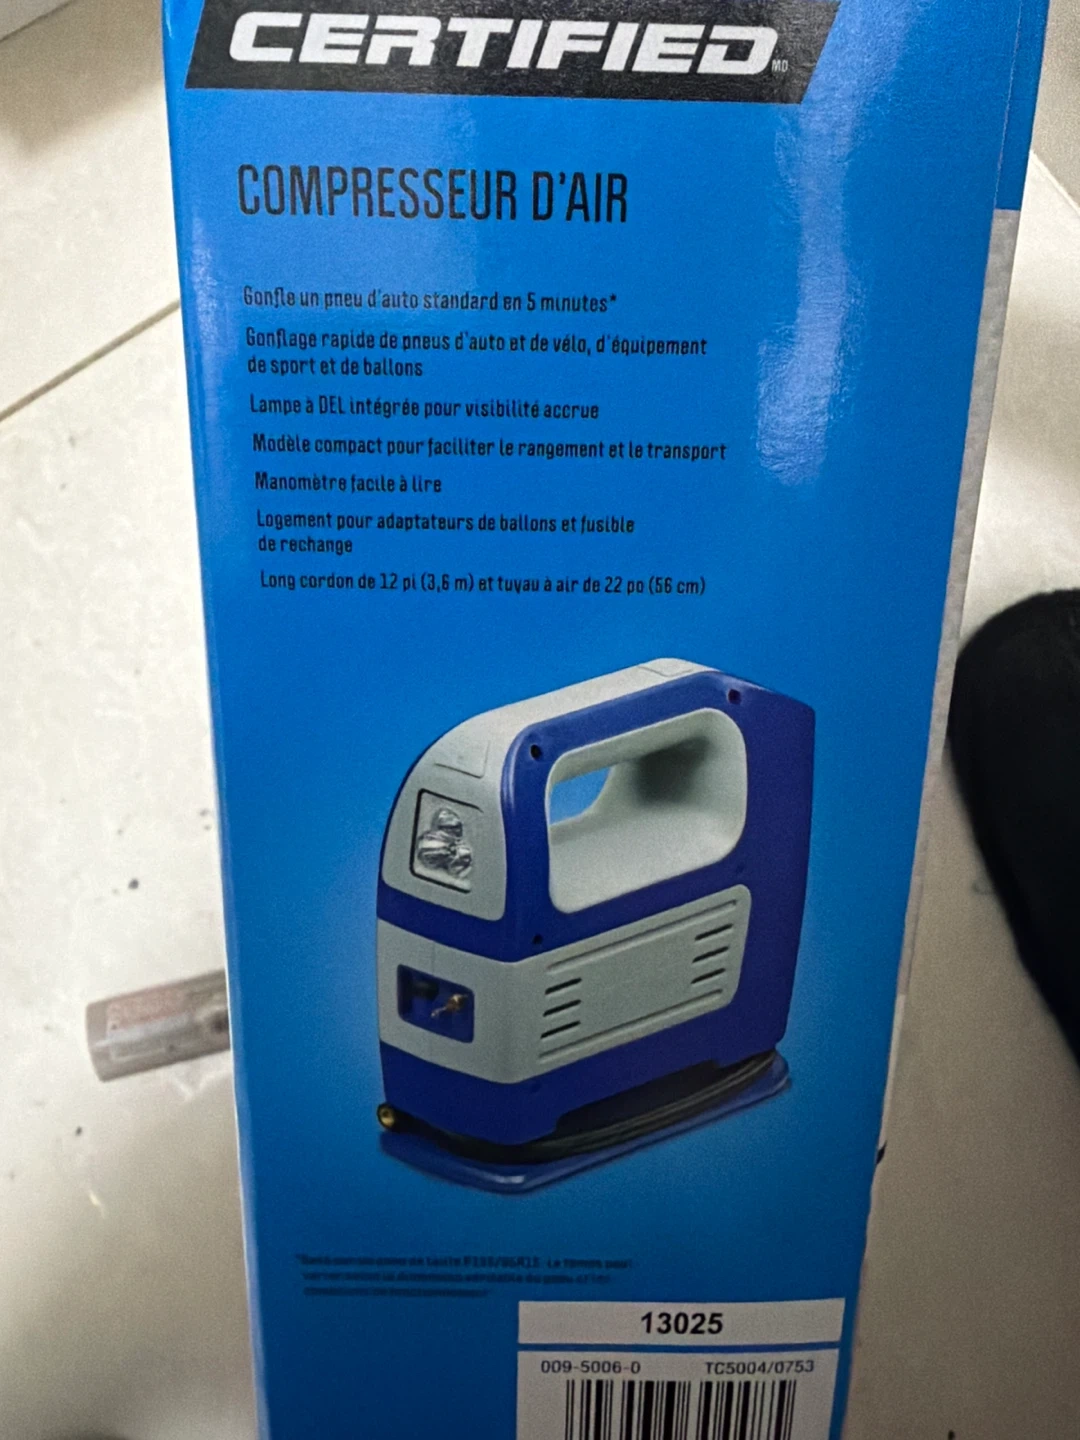 CERTIFIED MD
COMPRESSEUR D'AIR
Gonfle un pneu d'auto standard en 5 minutes*
Gonflage rapide de pneus d'auto et de vélo, d'équipement
de sport et de ballons
Lampe à DEL intégrée pour visibilité accrue
Modèle compact pour faciliter le rangement et le transport
Manomètre facile à lire
Logement pour adaptateurs de ballons et fusible
de rechange
Long cordon de 12 pi (3,6 m) et tuyau à air de 22 po (56 cm)
13025
009-5006-0 TC5004/0753